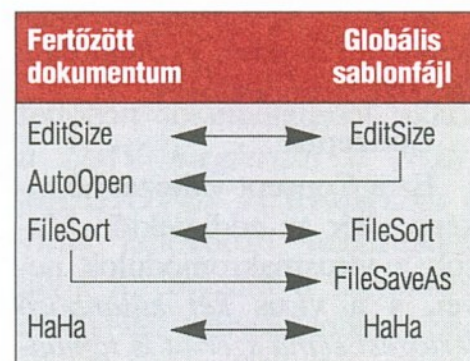 Fertőzött Globális
dokumentum sablonfájl
EditSize EditSize
AutoOpen
FileSort FileSort
FileSaveAs
HaHa HaHa